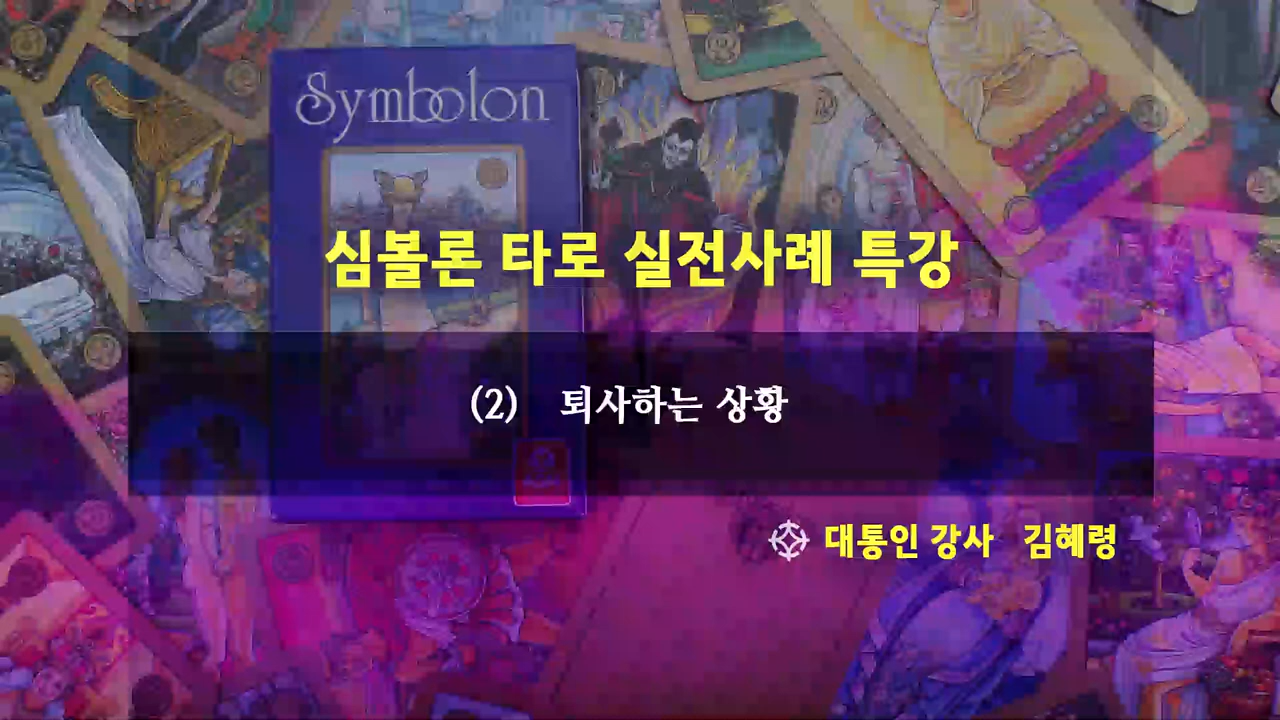 Symbolon
심볼론 타로 실전사례 특강
(2) 퇴사하는 상황
대통인 강사 김혜령